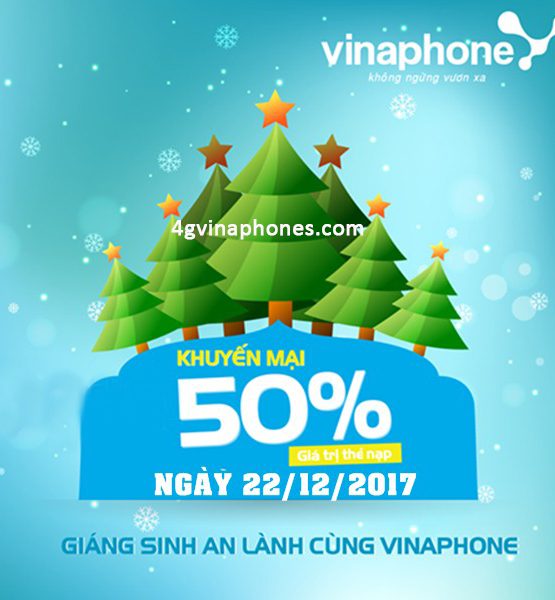 vinaphone
không ngừng vươn xa
4gvinaphones.com
KHUYẾN MẠI
50%
Giá trị thẻ nạp
NGÀY 22/12/2017
GIÁNG SINH AN LÀNH CÙNG VINAPHONE